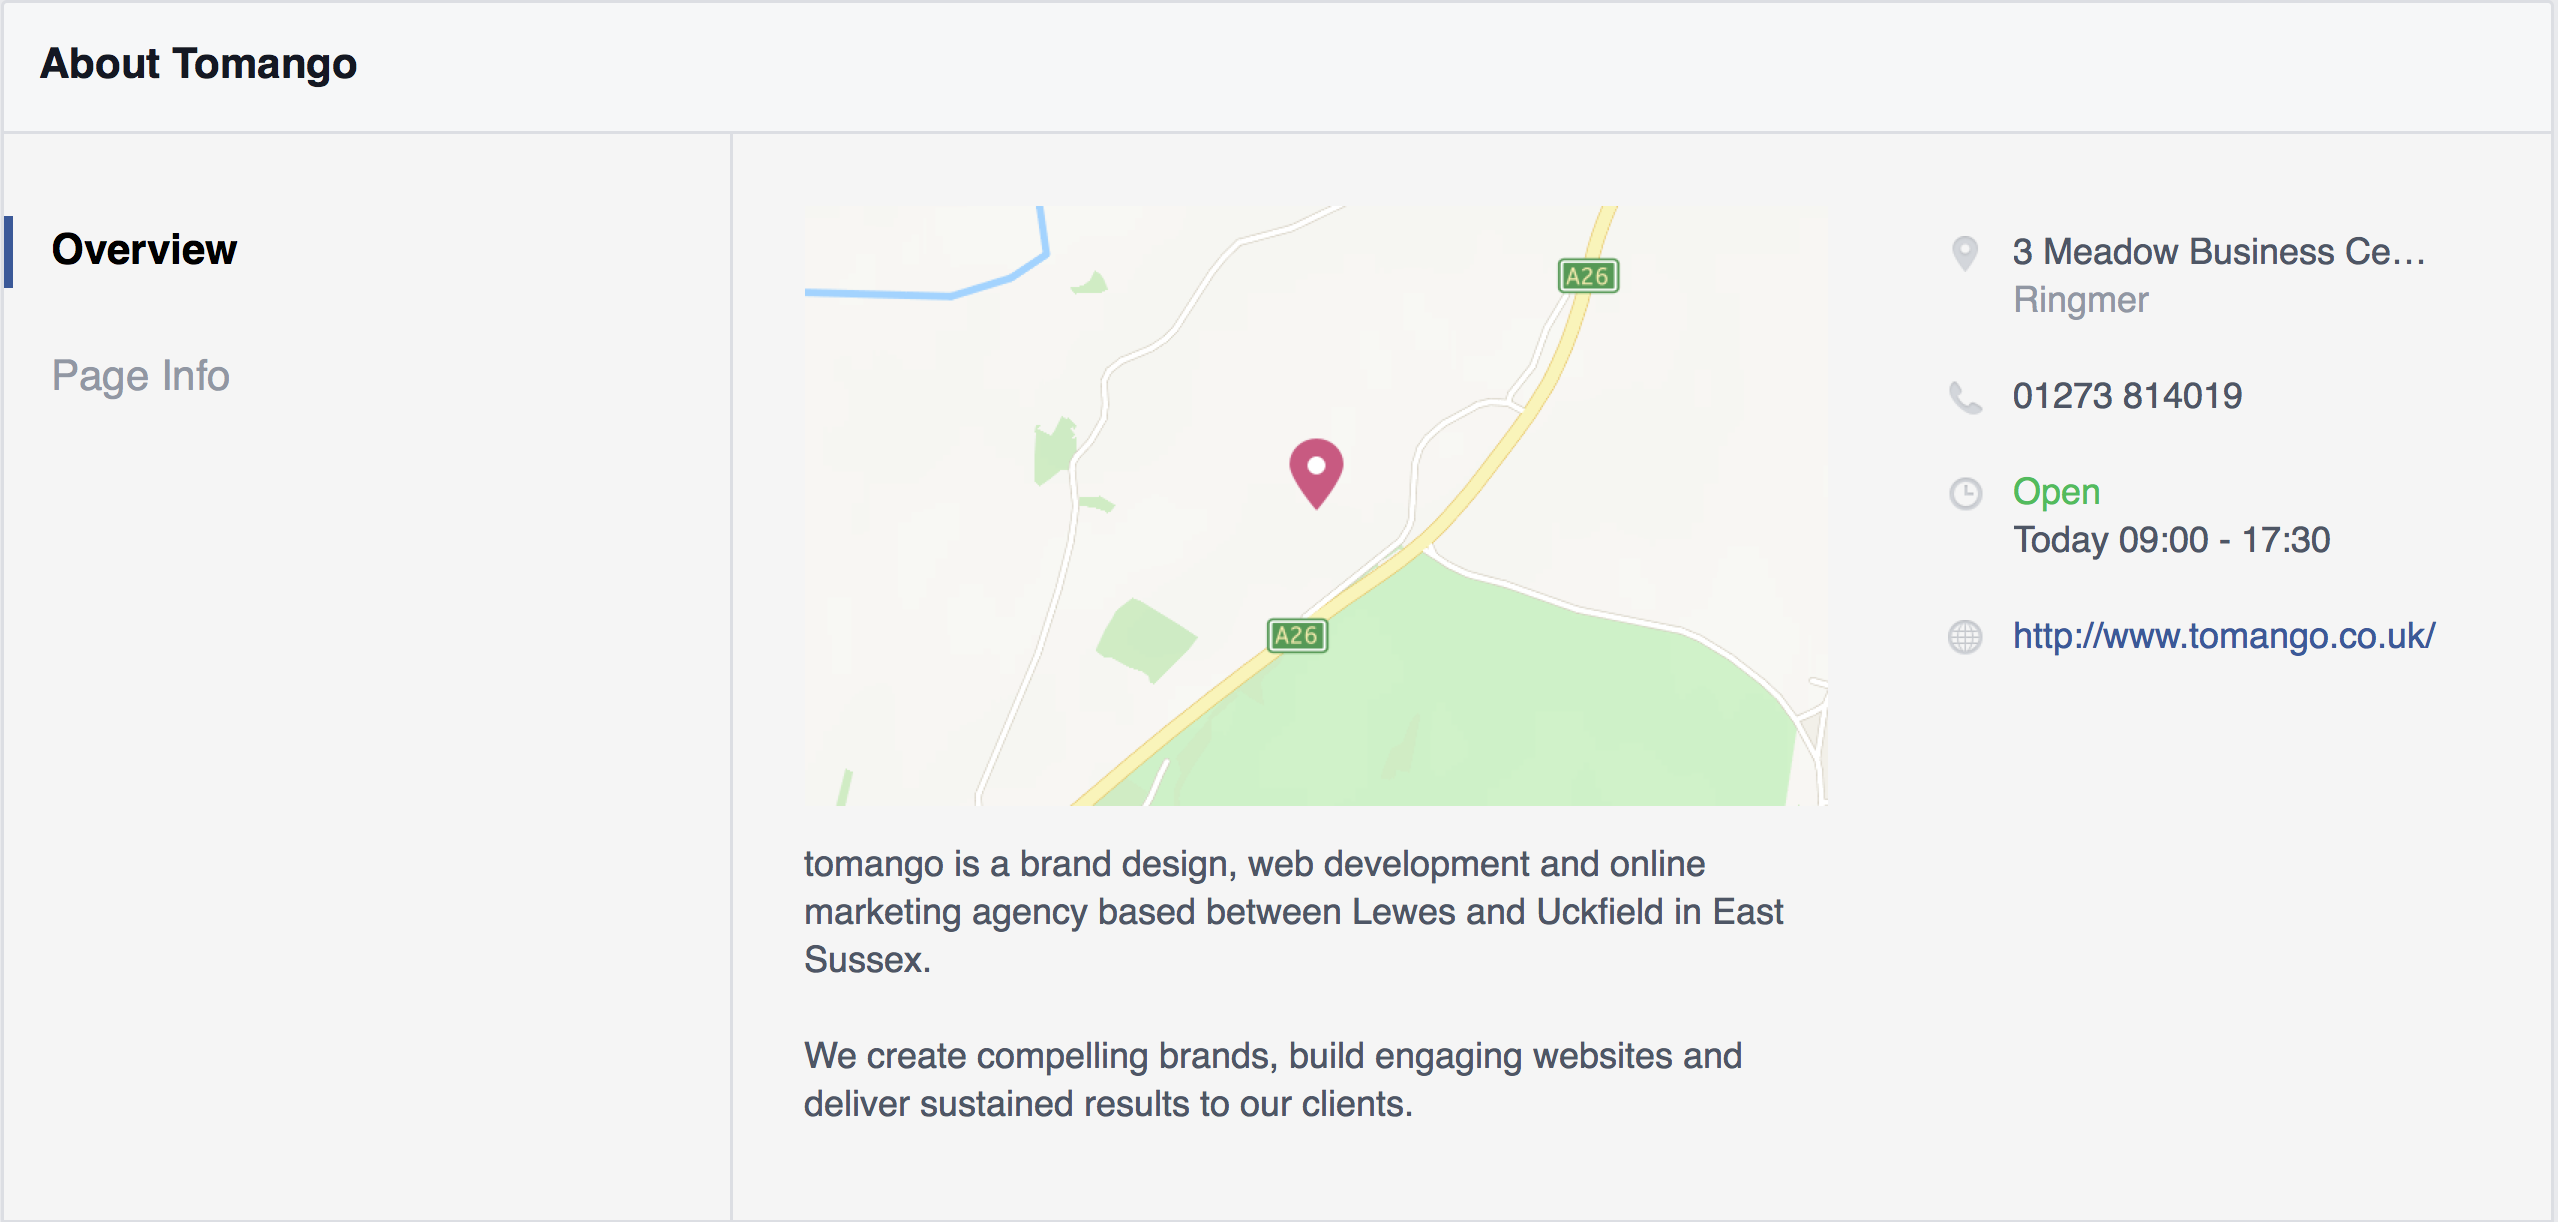 About Tomango
Overview
Page Info
A26
A26
tomango is a brand design, web development and online
marketing agency based between Lewes and Uckfield in East
Sussex.
We create compelling brands, build engaging websites and
deliver sustained results to our clients.
3 Meadow Business Ce...
Ringmer
01273 814019
Open
Today 09:00 - 17:30
http://www.tomango.co.uk/